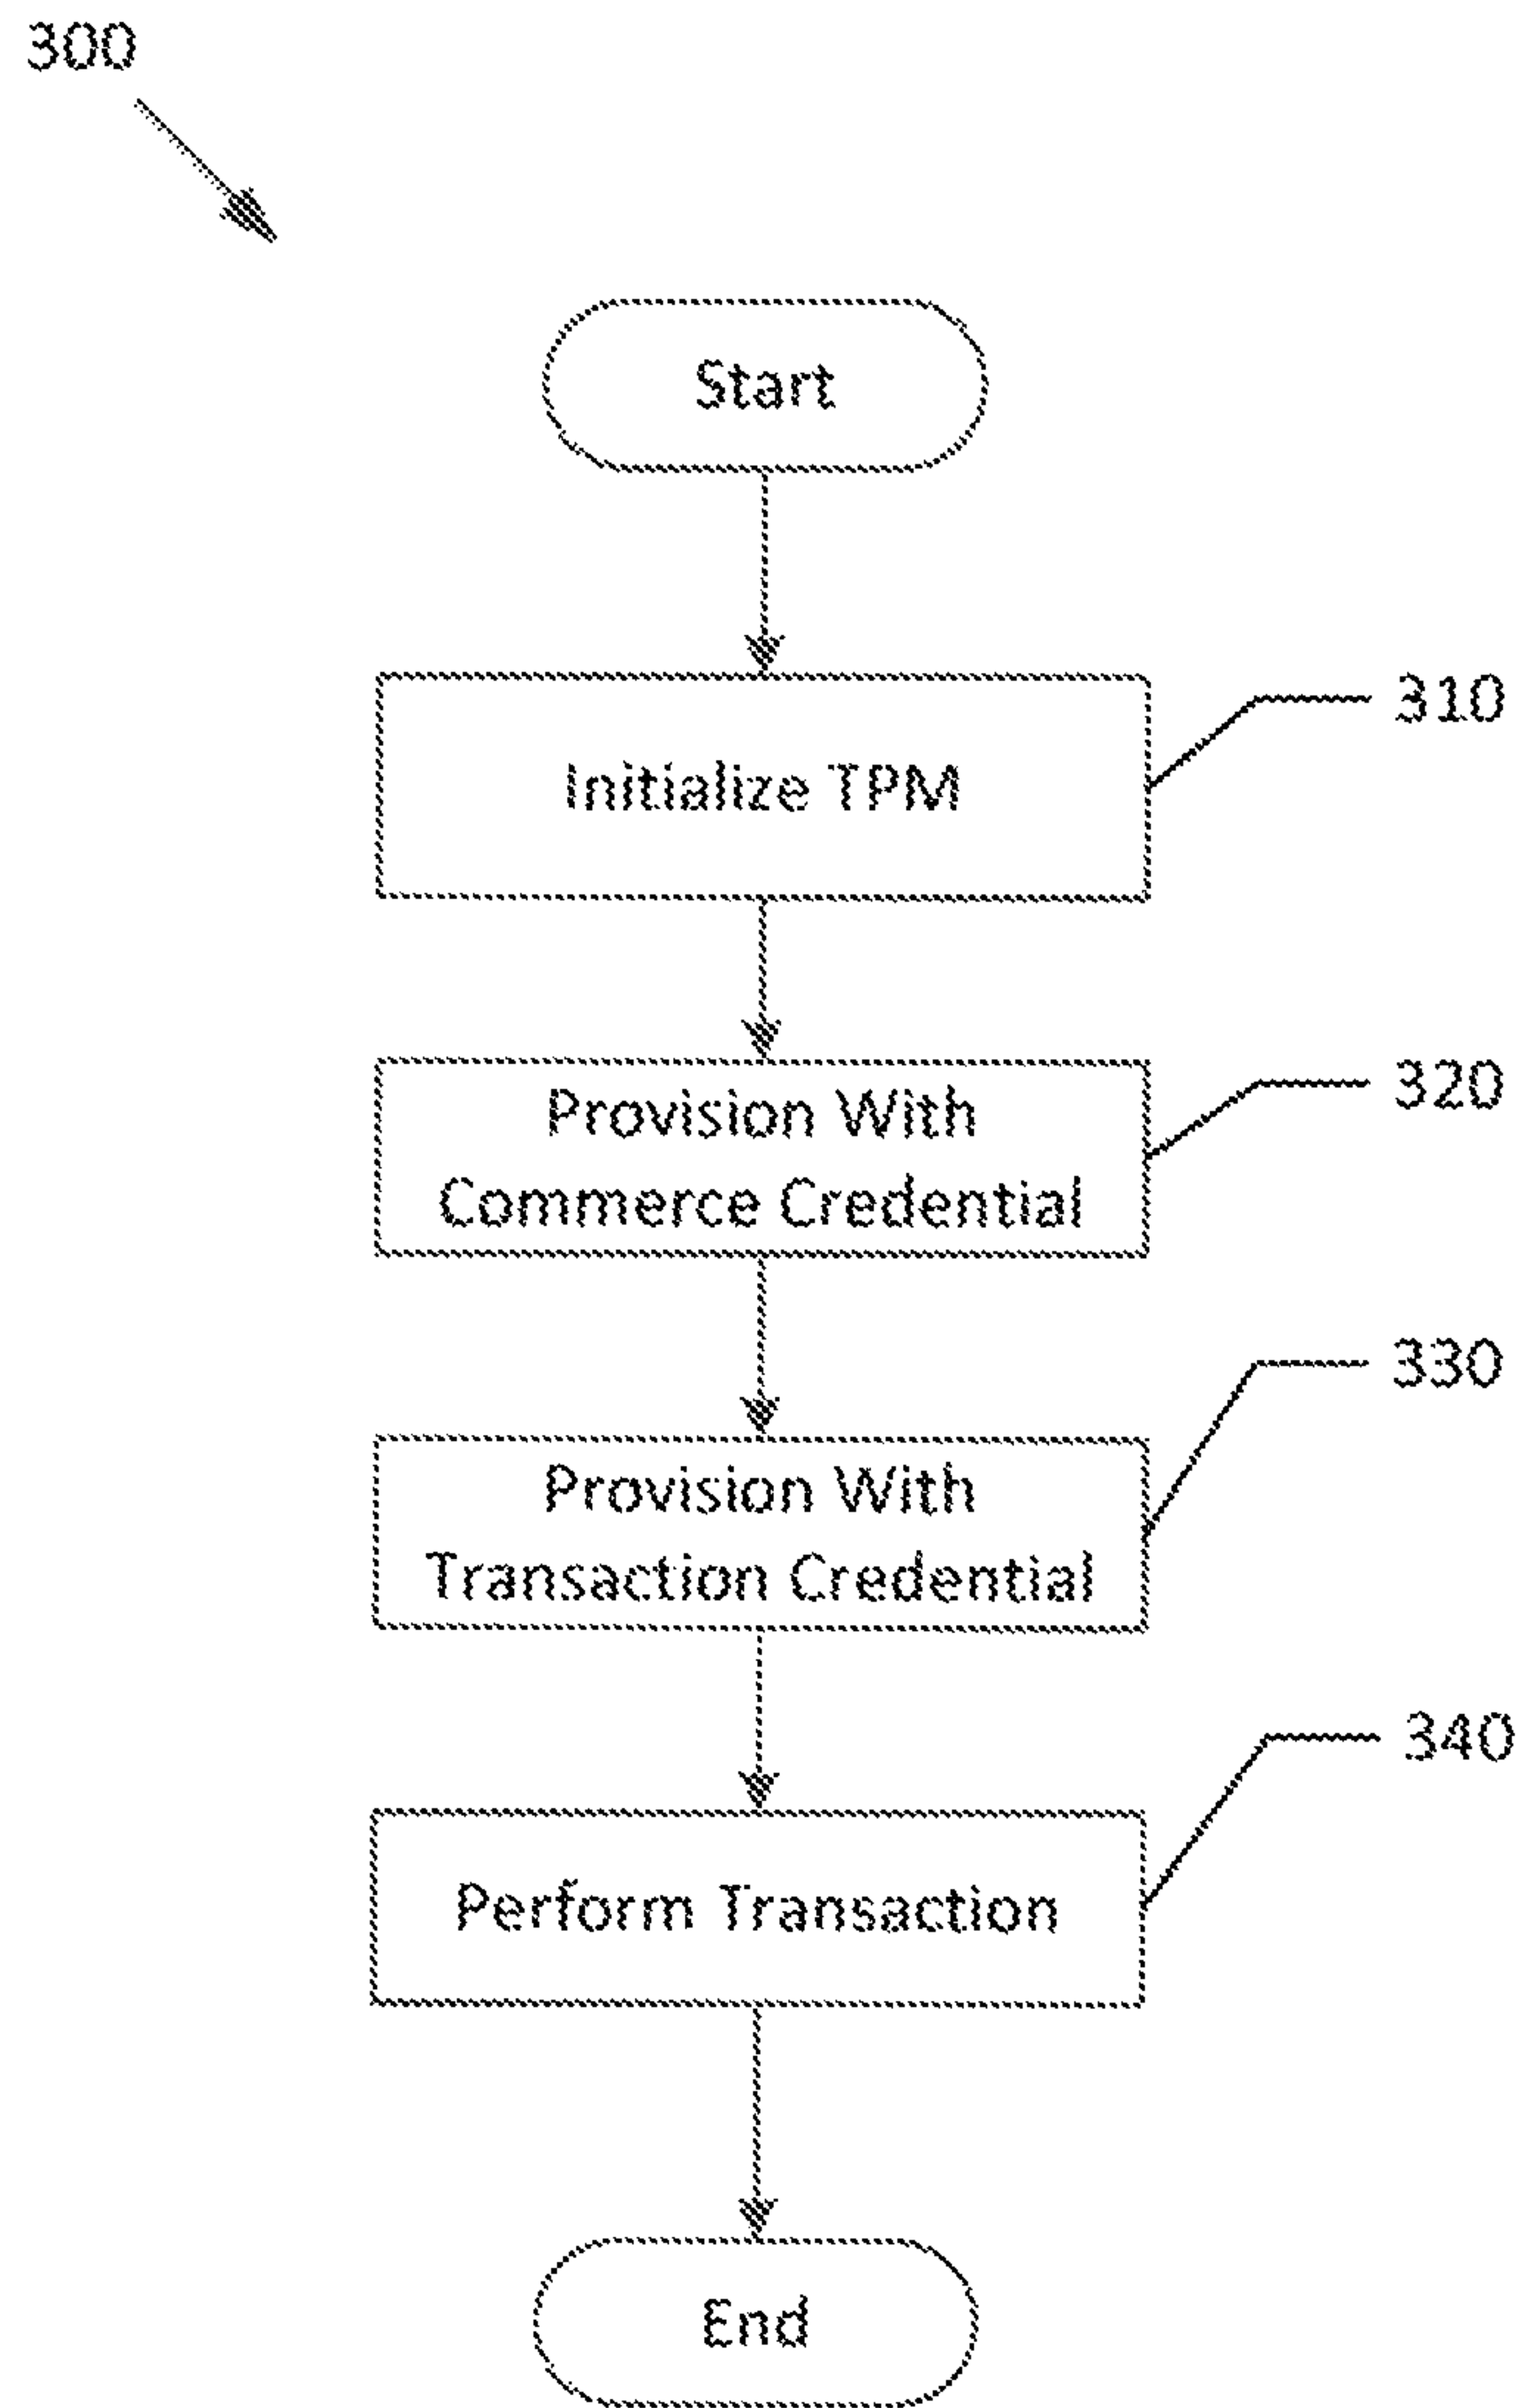 300
Start
Initialize TPM
310
Provision With
Commerce Credential
320
Provision With
Transaction Credential
330
Perform Transaction
340
End